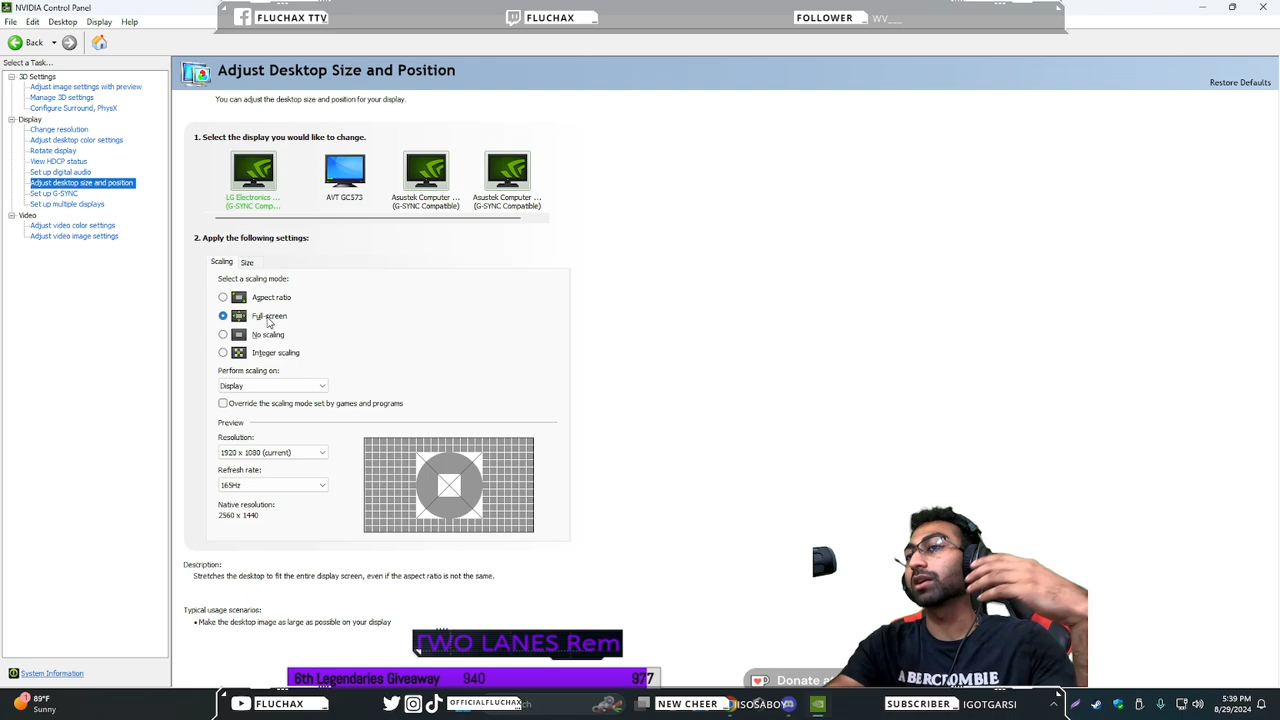 NVIDIA Control Panel
FLUCHAX TTV
FLUCHAX
FOLLOWER WV___
File Edit Desktop Display Help
Back
Select a Task...
3D Settings
Adjust image settings with preview
Manage 3D settings
Configure Surround, PhysX
Display
Change resolution
Adjust desktop color settings
Rotate display
View HDCP status
Set up digital audio
Adjust desktop size and position
Set up G-SYNC
Set up multiple displays
Video
Adjust video color settings
Adjust video image settings
System Information
Adjust Desktop Size and Position
Restore Defaults
You can adjust the desktop size and position for your display.
1. Select the display you would like to change.
LG Electronics ...
(G-SYNC Comp...
AVT GC573
Asustek Computer ...
(G-SYNC Compatible)
Asustek Computer ...
(G-SYNC Compatible)
2. Apply the following settings:
Scaling Size
Select a scaling mode:
Aspect ratio
Full-screen
No scaling
Integer scaling
Perform scaling on:
Display
Override the scaling mode set by games and programs
Preview
Resolution:
1920 x 1080 (current)
Refresh rate:
165Hz
Native resolution:
2560 x 1440
Description:
Stretches the desktop to fit the entire display screen, even if the aspect ratio is not the same.
Typical usage scenarios:
• Make the desktop image as large as possible on your display
TWO LANES Rem
6th Legendaries Giveaway 940 977
Donate a
ABERCROMBIE
89°F
Sunny
FLUCHAX
OFFICIALFLUCHAX
ch
NEW CHEER
ISOSABOY
SUBSCRIBER IGOTGARSI
5:39 PM
8/29/2024